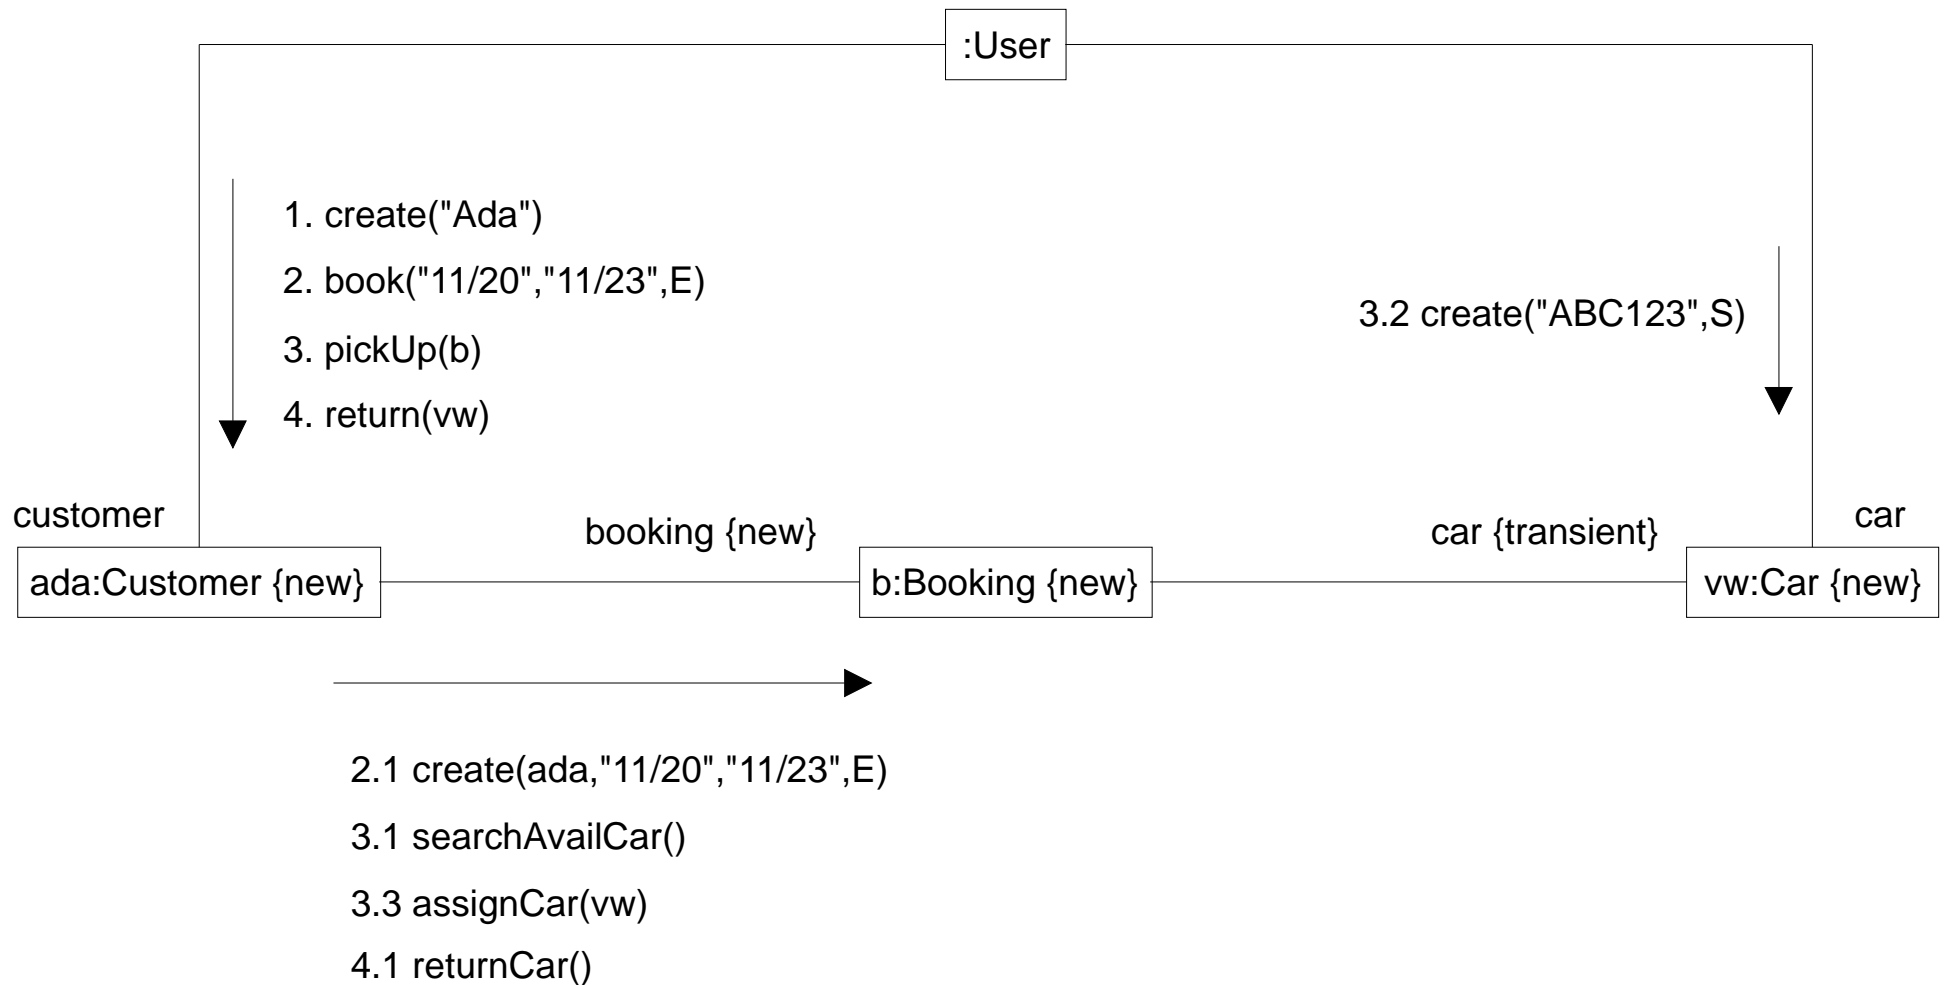 :User
1. create("Ada")
2. book("11/20","11/23",E)
3. pickUp(b)
4. return(vw)
3.2 create("ABC123",S)
customer
booking {new}
car {transient}
car
ada:Customer {new}
b:Booking {new}
vw:Car {new}
2.1 create(ada,"11/20","11/23",E)
3.1 searchAvailCar()
3.3 assignCar(vw)
4.1 returnCar()